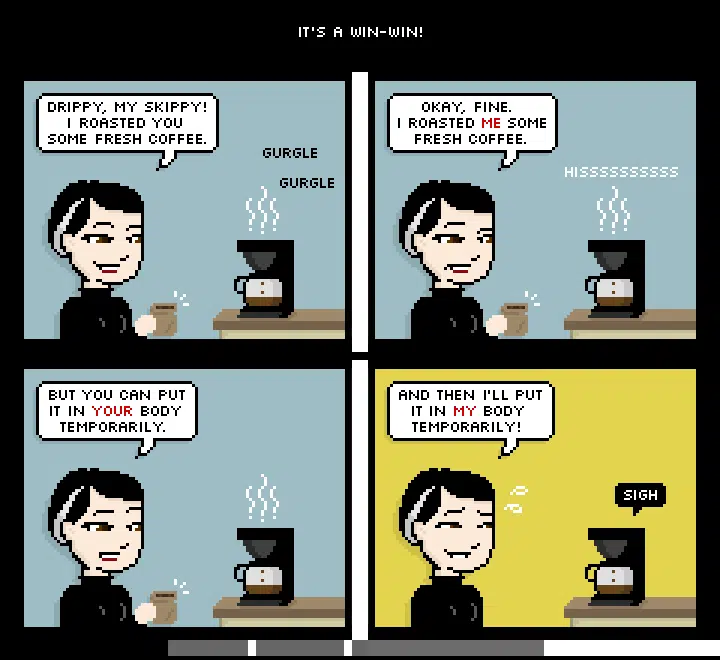 IT'S A WIN-WIN!
DRIPPY, MY SKIPPY!
I ROASTED YOU
SOME FRESH COFFEE.
GURGLE
GURGLE
OKAY, FINE.
I ROASTED ME SOME
FRESH COFFEE.
HISSSSSSSSSS
BUT YOU CAN PUT
IT IN YOUR BODY
TEMPORARILY.
AND THEN I'LL PUT
IT IN MY BODY
TEMPORARILY!
SIGH